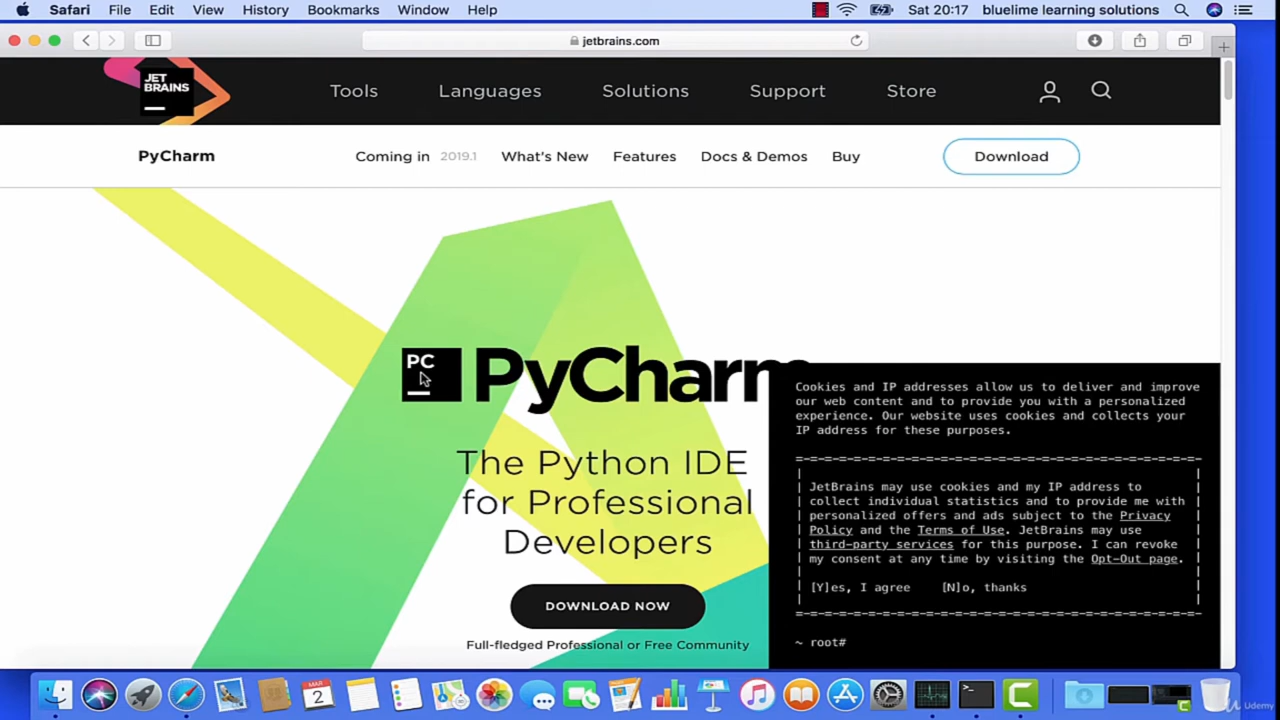 Safari File Edit View History Bookmarks Window Help Sat 20:17 bluelime learning solutions
jetbrains.com
JET
BRAINS
Tools Languages Solutions Support Store
PyCharm Coming in 2019.1 What's New Features Docs & Demos Buy Download
PC
PyCharm
The Python IDE
for Professional
Developers
DOWNLOAD NOW
Full-fledged Professional or Free Community
Cookies and IP addresses allow us to deliver and improve
our web content and to provide you with a personalized
experience. Our website uses cookies and collects your
IP address for these purposes.
JetBrains may use cookies and my IP address to
collect individual statistics and to provide me with
personalized offers and ads subject to the Privacy
Policy and the Terms of Use. JetBrains may use
third-party services for this purpose. I can revoke
my consent at any time by visiting the Opt-Out page.
[Y]es, I agree [N]o, thanks
~ root#
MAR
2
Udemy